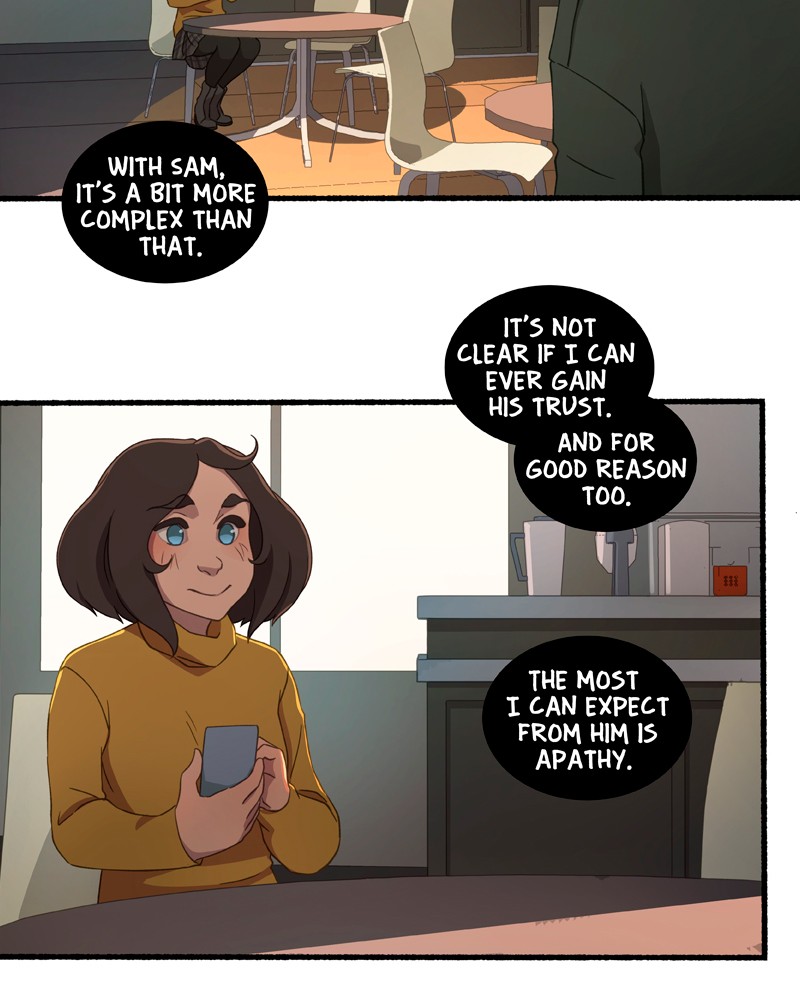 WITH SAM,
IT'S A BIT MORE
COMPLEX THAN
THAT.
IT'S NOT
CLEAR IF I CAN
EVER GAIN
HIS TRUST.
AND FOR
GOOD REASON
TOO.
THE MOST
I CAN EXPECT
FROM HIM IS
APATHY.